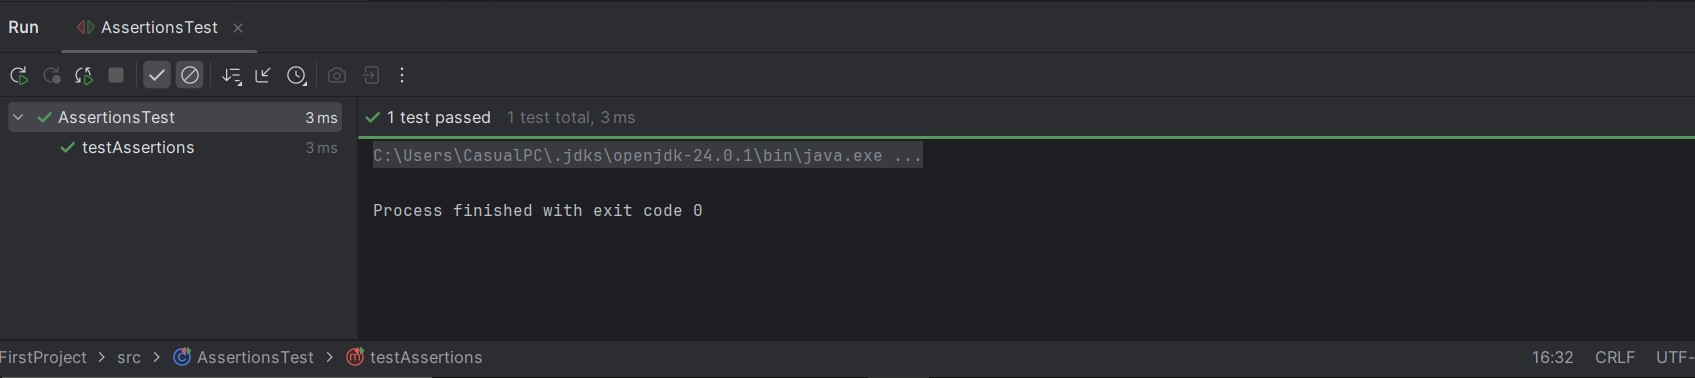 Run AssertionsTest
AssertionsTest 3 ms
testAssertions 3 ms
1 test passed 1 test total, 3 ms
C:\Users\CasualPC\.jdks\openjdk-24.0.1\bin\java.exe ...
Process finished with exit code 0
FirstProject > src > AssertionsTest > testAssertions 16:32 CRLF UTF-